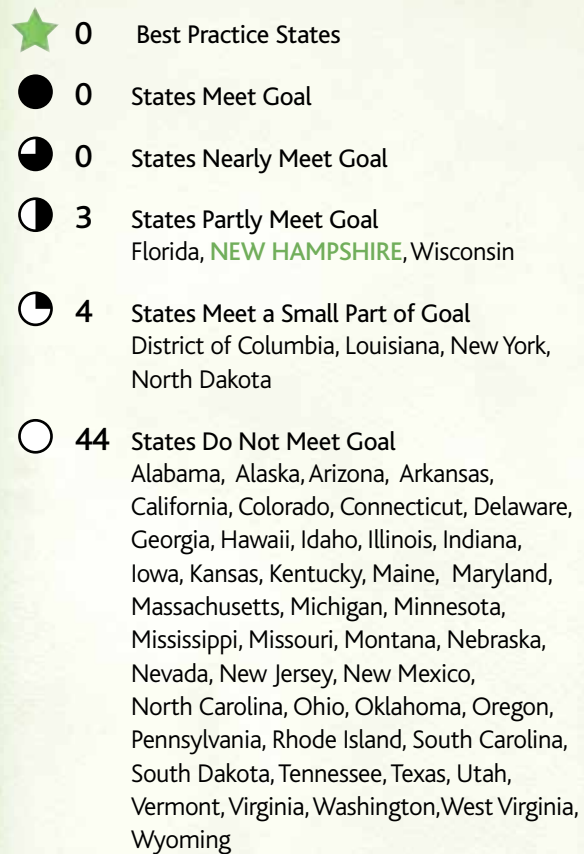 0 Best Practice States
0 States Meet Goal
0 States Nearly Meet Goal
3 States Partly Meet Goal
Florida, NEW HAMPSHIRE, Wisconsin
4 States Meet a Small Part of Goal
District of Columbia, Louisiana, New York,
North Dakota
44 States Do Not Meet Goal
Alabama, Alaska, Arizona, Arkansas,
California, Colorado, Connecticut, Delaware,
Georgia, Hawaii, Idaho, Illinois, Indiana,
Iowa, Kansas, Kentucky, Maine, Maryland,
Massachusetts, Michigan, Minnesota,
Mississippi, Missouri, Montana, Nebraska,
Nevada, New Jersey, New Mexico,
North Carolina, Ohio, Oklahoma, Oregon,
Pennsylvania, Rhode Island, South Carolina,
South Dakota, Tennessee, Texas, Utah,
Vermont, Virginia, Washington,West Virginia,
Wyoming